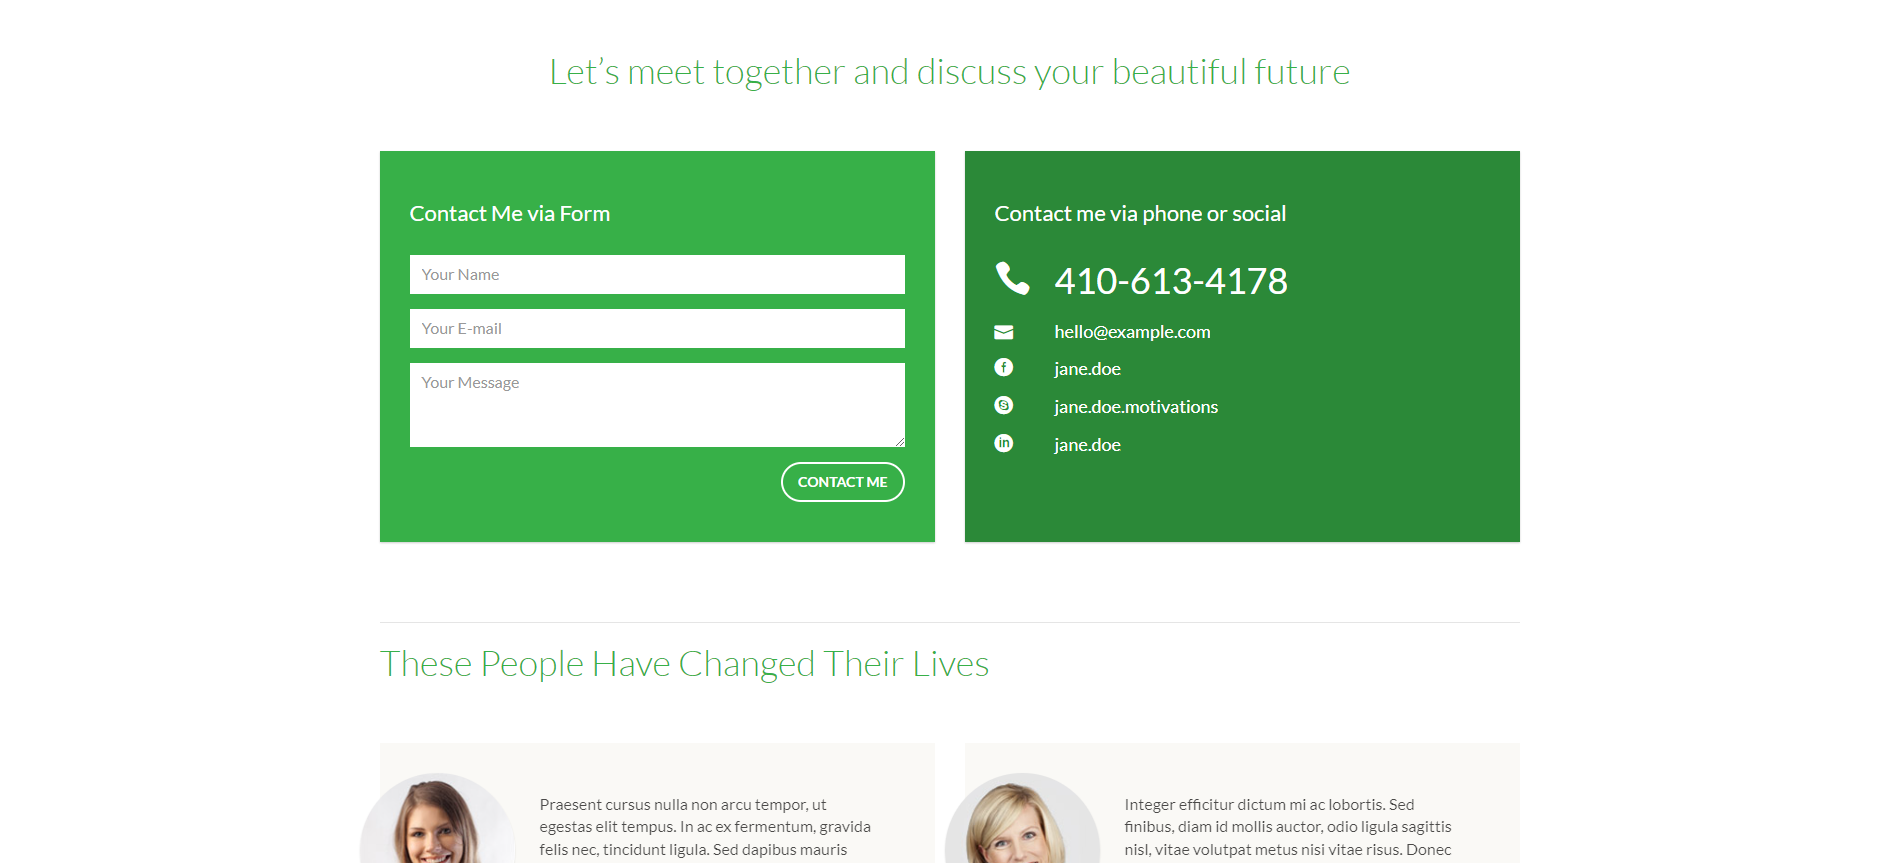 Let’s meet together and discuss your beautiful future
Contact Me via Form
Your Name
Your E-mail
Your Message
CONTACT ME
Contact me via phone or social
410-613-4178
hello@example.com
jane.doe
jane.doe.motivations
jane.doe
These People Have Changed Their Lives
Praesent cursus nulla non arcu tempor, ut
egestas elit tempus. In ac ex fermentum, gravida
felis nec, tincidunt ligula. Sed dapibus mauris
Integer efficitur dictum mi ac lobortis. Sed
finibus, diam id mollis auctor, odio ligula sagittis
nisl, vitae volutpat metus nisi vitae risus. Donec